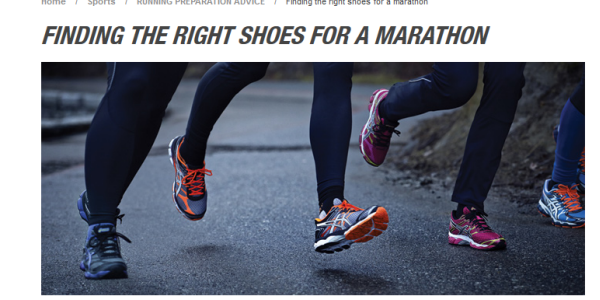 Home / Sports / RUNNING PREPARATION ADVICE / Finding the right shoes for a marathon
FINDING THE RIGHT SHOES FOR A MARATHON